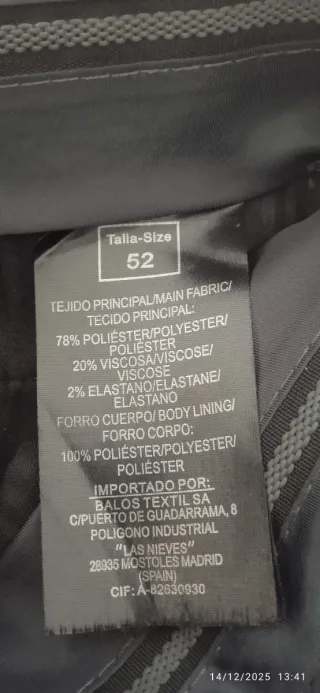 Talla-Size
52
TEJIDO PRINCIPAL/MAIN FABRIC/
TECIDO PRINCIPAL:
78% POLIÉSTER/POLYESTER/
POLIÉSTER
20% VISCOSA/VISCOSE/
VISCOSE
2% ELASTANO/ELASTANE/
ELASTANO
FORRO CUERPO/ BODY LINING/
FORRO CORPO:
100% POLIÉSTER/POLYESTER/
POLIÉSTER
IMPORTADO POR:
BALOS TEXTIL SA
C/PUERTO DE GUADARRAMA, 8
POLIGONO INDUSTRIAL
"LAS NIEVES"
28935 MOSTOLES MADRID
(SPAIN)
CIF: A-82630930
14/12/2025 13:41